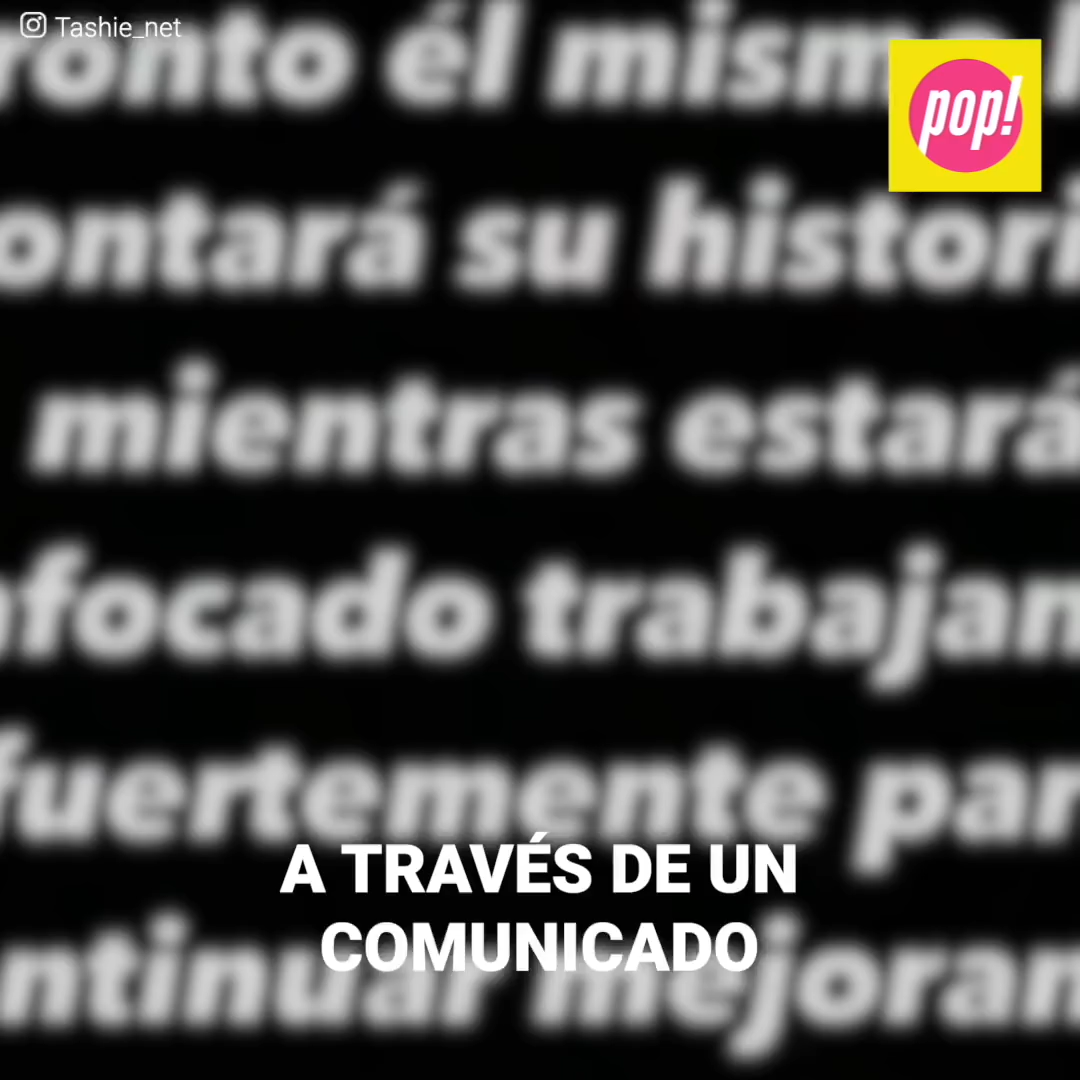 Tashie_net
pop!
ronto él mismo
ontará su histori
mientras estará
focado trabajan
fuertemente par
A TRAVÉS DE UN
COMUNICADO
ntinuar mejoran